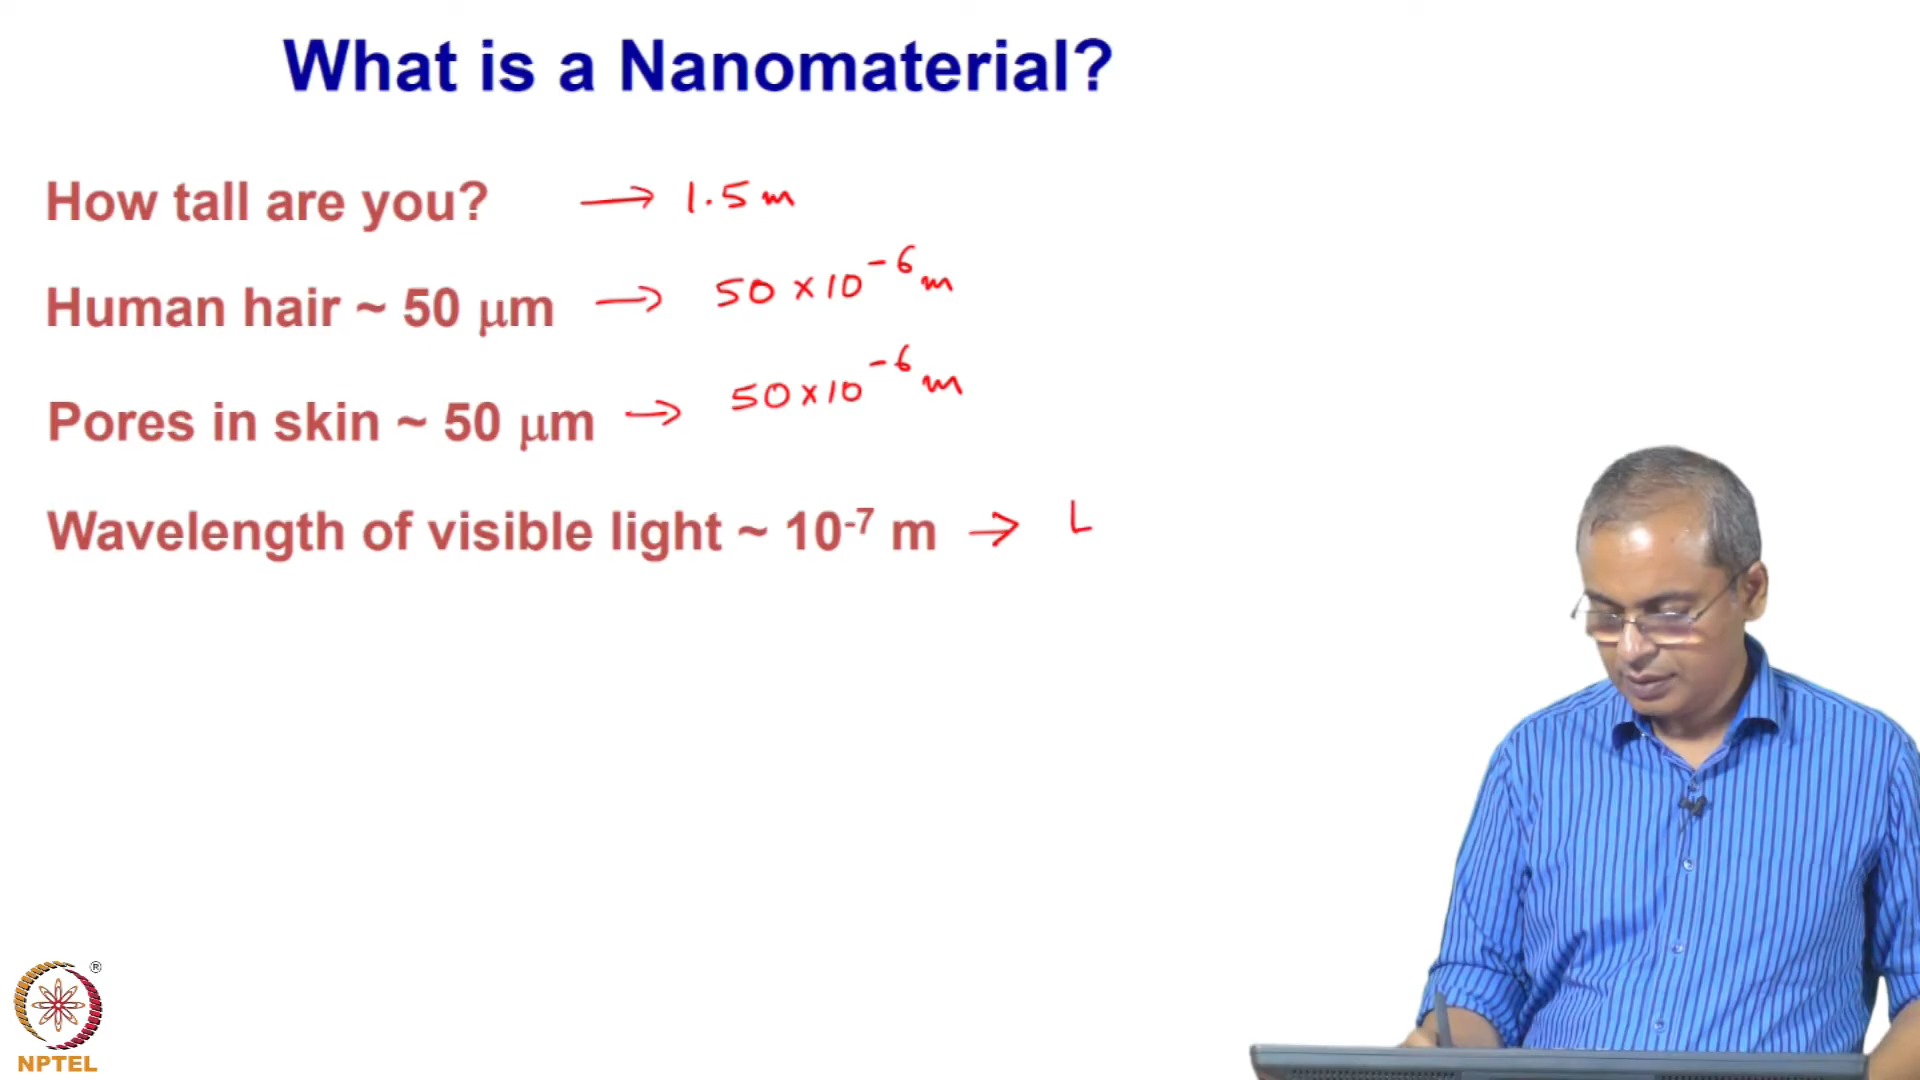 What is a Nanomaterial?
How tall are you? → 1.5 m
Human hair ~ 50 μm → 50 × 10⁻⁶ m
Pores in skin ~ 50 μm → 50 × 10⁻⁶ m
Wavelength of visible light ~ 10⁻⁷ m →
®
NPTEL